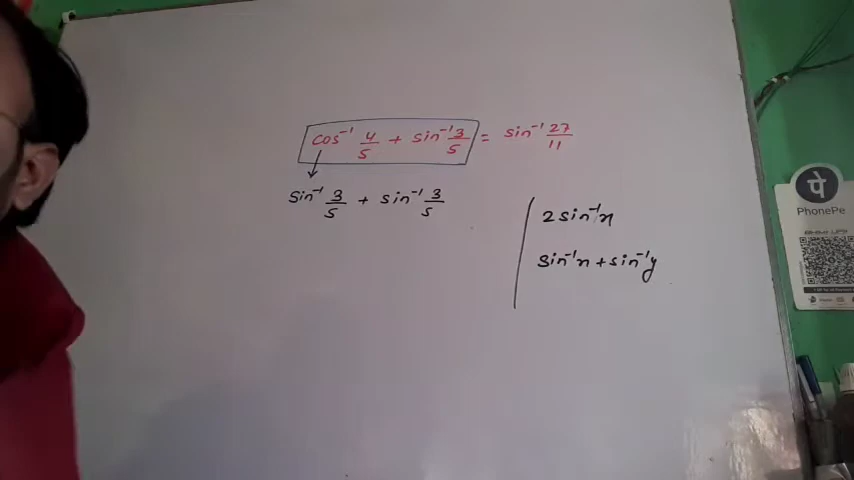 cos⁻¹ 4/5 + sin⁻¹ 3/5 = sin⁻¹ 27/11
sin⁻¹ 3/5 + sin⁻¹ 3/5
2 sin⁻¹x
sin⁻¹x + sin⁻¹y
PhonePe